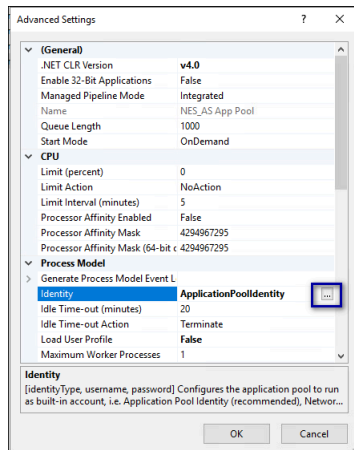 Advanced Settings ? ×
(General)
.NET CLR Version v4.0
Enable 32-Bit Applications False
Managed Pipeline Mode Integrated
Name NES_AS App Pool
Queue Length 1000
Start Mode OnDemand
CPU
Limit (percent) 0
Limit Action NoAction
Limit Interval (minutes) 5
Processor Affinity Enabled False
Processor Affinity Mask 4294967295
Processor Affinity Mask (64-bit c 4294967295
Process Model
Generate Process Model Event L
Identity ApplicationPoolIdentity ...
Idle Time-out (minutes) 20
Idle Time-out Action Terminate
Load User Profile False
Maximum Worker Processes 1
Identity
[identityType, username, password] Configures the application pool to run
as built-in account, i.e. Application Pool Identity (recommended), Networ...
OK Cancel